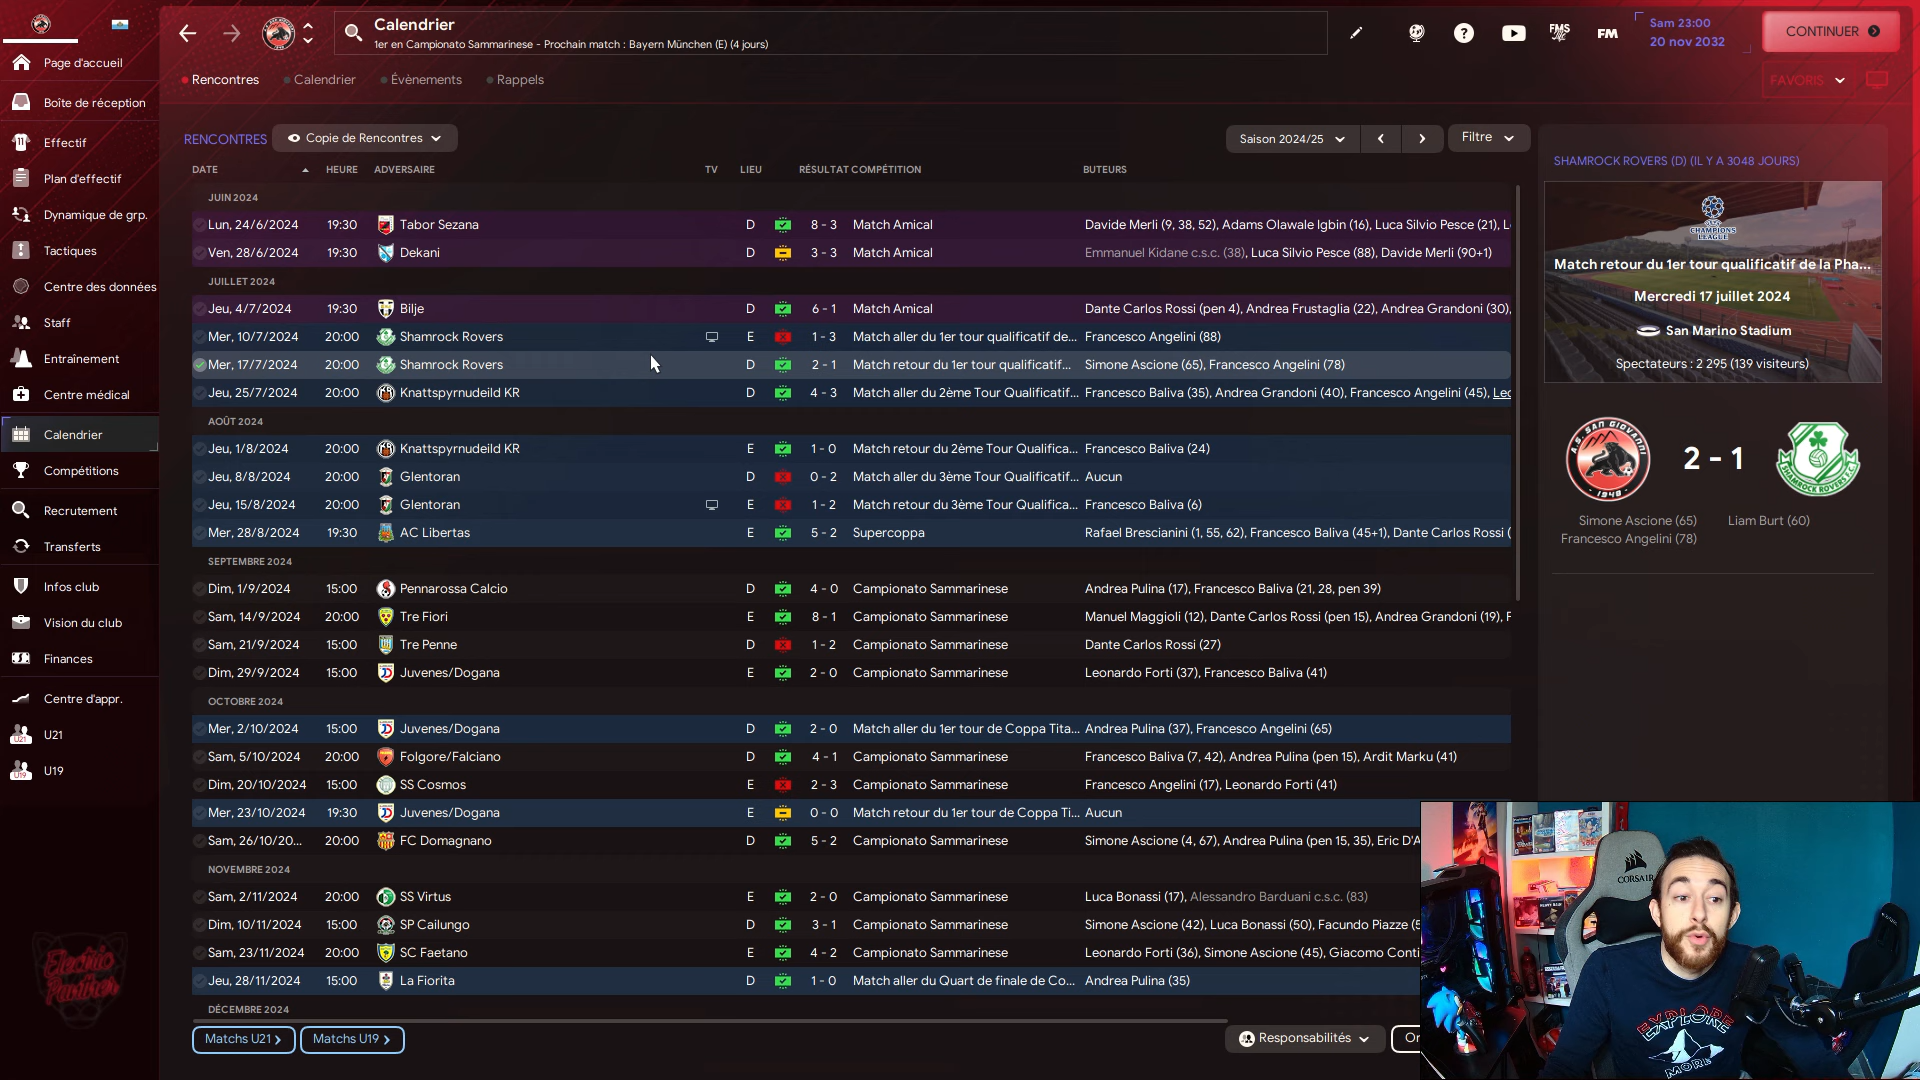 Calendrier
1er en Campionato Sammarinese - Prochain match : Bayern München (E) (4 jours)
FMS
FM
Sam 23:00
20 nov 2032
CONTINUER
Page d'accueil
Boîte de réception
Effectif
Plan d'effectif
Dynamique de grp.
Tactiques
Centre des données
Staff
Entraînement
Centre médical
Calendrier
Compétitions
Recrutement
Transferts
Infos club
Vision du club
Finances
Centre d'appr.
U21
U19
Electric
Panther
Rencontres
Calendrier
Évènements
Rappels
FAVORIS
RENCONTRES
Copie de Rencontres
Saison 2024/25
Filtre
DATE HEURE ADVERSAIRE TV LIEU RÉSULTAT COMPÉTITION BUTEURS
JUIN 2024
Lun, 24/6/2024 19:30 Tabor Sezana D 8 - 3 Match Amical Davide Merli (9, 38, 52), Adams Olawale Igbin (16), Luca Silvio Pesce (21), L
Ven, 28/6/2024 19:30 Dekani D 3 - 3 Match Amical Emmanuel Kidane c.s.c. (38), Luca Silvio Pesce (88), Davide Merli (90+1)
JUILLET 2024
Jeu, 4/7/2024 19:30 Bilje D 6 - 1 Match Amical Dante Carlos Rossi (pen 4), Andrea Frustaglia (22), Andrea Grandoni (30),
Mer, 10/7/2024 20:00 Shamrock Rovers E 1 - 3 Match aller du 1er tour qualificatif de... Francesco Angelini (88)
Mer, 17/7/2024 20:00 Shamrock Rovers D 2 - 1 Match retour du 1er tour qualificatif... Simone Ascione (65), Francesco Angelini (78)
Jeu, 25/7/2024 20:00 Knattspyrnudeild KR D 4 - 3 Match aller du 2ème Tour Qualificatif... Francesco Baliva (35), Andrea Grandoni (40), Francesco Angelini (45), Leo
AOÛT 2024
Jeu, 1/8/2024 20:00 Knattspyrnudeild KR E 1 - 0 Match retour du 2ème Tour Qualifica... Francesco Baliva (24)
Jeu, 8/8/2024 20:00 Glentoran D 0 - 2 Match aller du 3ème Tour Qualificatif... Aucun
Jeu, 15/8/2024 20:00 Glentoran E 1 - 2 Match retour du 3ème Tour Qualifica... Francesco Baliva (6)
Mer, 28/8/2024 19:30 AC Libertas E 5 - 2 Supercoppa Rafael Brescianini (1, 55, 62), Francesco Baliva (45+1), Dante Carlos Rossi (
SEPTEMBRE 2024
Dim, 1/9/2024 15:00 Pennarossa Calcio D 4 - 0 Campionato Sammarinese Andrea Pulina (17), Francesco Baliva (21, 28, pen 39)
Sam, 14/9/2024 20:00 Tre Fiori E 8 - 1 Campionato Sammarinese Manuel Maggioli (12), Dante Carlos Rossi (pen 15), Andrea Grandoni (19), F
Sam, 21/9/2024 15:00 Tre Penne D 1 - 2 Campionato Sammarinese Dante Carlos Rossi (27)
Dim, 29/9/2024 15:00 Juvenes/Dogana E 2 - 0 Campionato Sammarinese Leonardo Forti (37), Francesco Baliva (41)
OCTOBRE 2024
Mer, 2/10/2024 15:00 Juvenes/Dogana D 2 - 0 Match aller du 1er tour de Coppa Tita... Andrea Pulina (37), Francesco Angelini (65)
Sam, 5/10/2024 20:00 Folgore/Falciano D 4 - 1 Campionato Sammarinese Francesco Baliva (7, 42), Andrea Pulina (pen 15), Ardit Marku (41)
Dim, 20/10/2024 15:00 SS Cosmos E 2 - 3 Campionato Sammarinese Francesco Angelini (17), Leonardo Forti (41)
Mer, 23/10/2024 19:30 Juvenes/Dogana E 0 - 0 Match retour du 1er tour de Coppa Ti... Aucun
Sam, 26/10/20... 20:00 FC Domagnano D 5 - 2 Campionato Sammarinese Simone Ascione (4, 67), Andrea Pulina (pen 15, 35), Eric D'A
NOVEMBRE 2024
Sam, 2/11/2024 20:00 SS Virtus E 2 - 0 Campionato Sammarinese Luca Bonassi (17), Alessandro Barduani c.s.c. (83)
Dim, 10/11/2024 15:00 SP Cailungo D 3 - 1 Campionato Sammarinese Simone Ascione (42), Luca Bonassi (50), Facundo Piazze (5
Sam, 23/11/2024 20:00 SC Faetano E 4 - 2 Campionato Sammarinese Leonardo Forti (36), Simone Ascione (45), Giacomo Conti
Jeu, 28/11/2024 15:00 La Fiorita D 1 - 0 Match aller du Quart de finale de Co... Andrea Pulina (35)
DÉCEMBRE 2024
Matchs U21
Matchs U19
Responsabilités
Or
SHAMROCK ROVERS (D) (IL Y A 3048 JOURS)
CHAMPIONS
LEAGUE
Match retour du 1er tour qualificatif de la Pha...
Mercredi 17 juillet 2024
San Marino Stadium
Spectateurs : 2 295 (139 visiteurs)
A.S. SAN GIOVANNI
1948
2 - 1
SHAMROCK ROVERS F.C.
Simone Ascione (65)
Francesco Angelini (78)
Liam Burt (60)
CORSAIR
EXPLORE
MORE